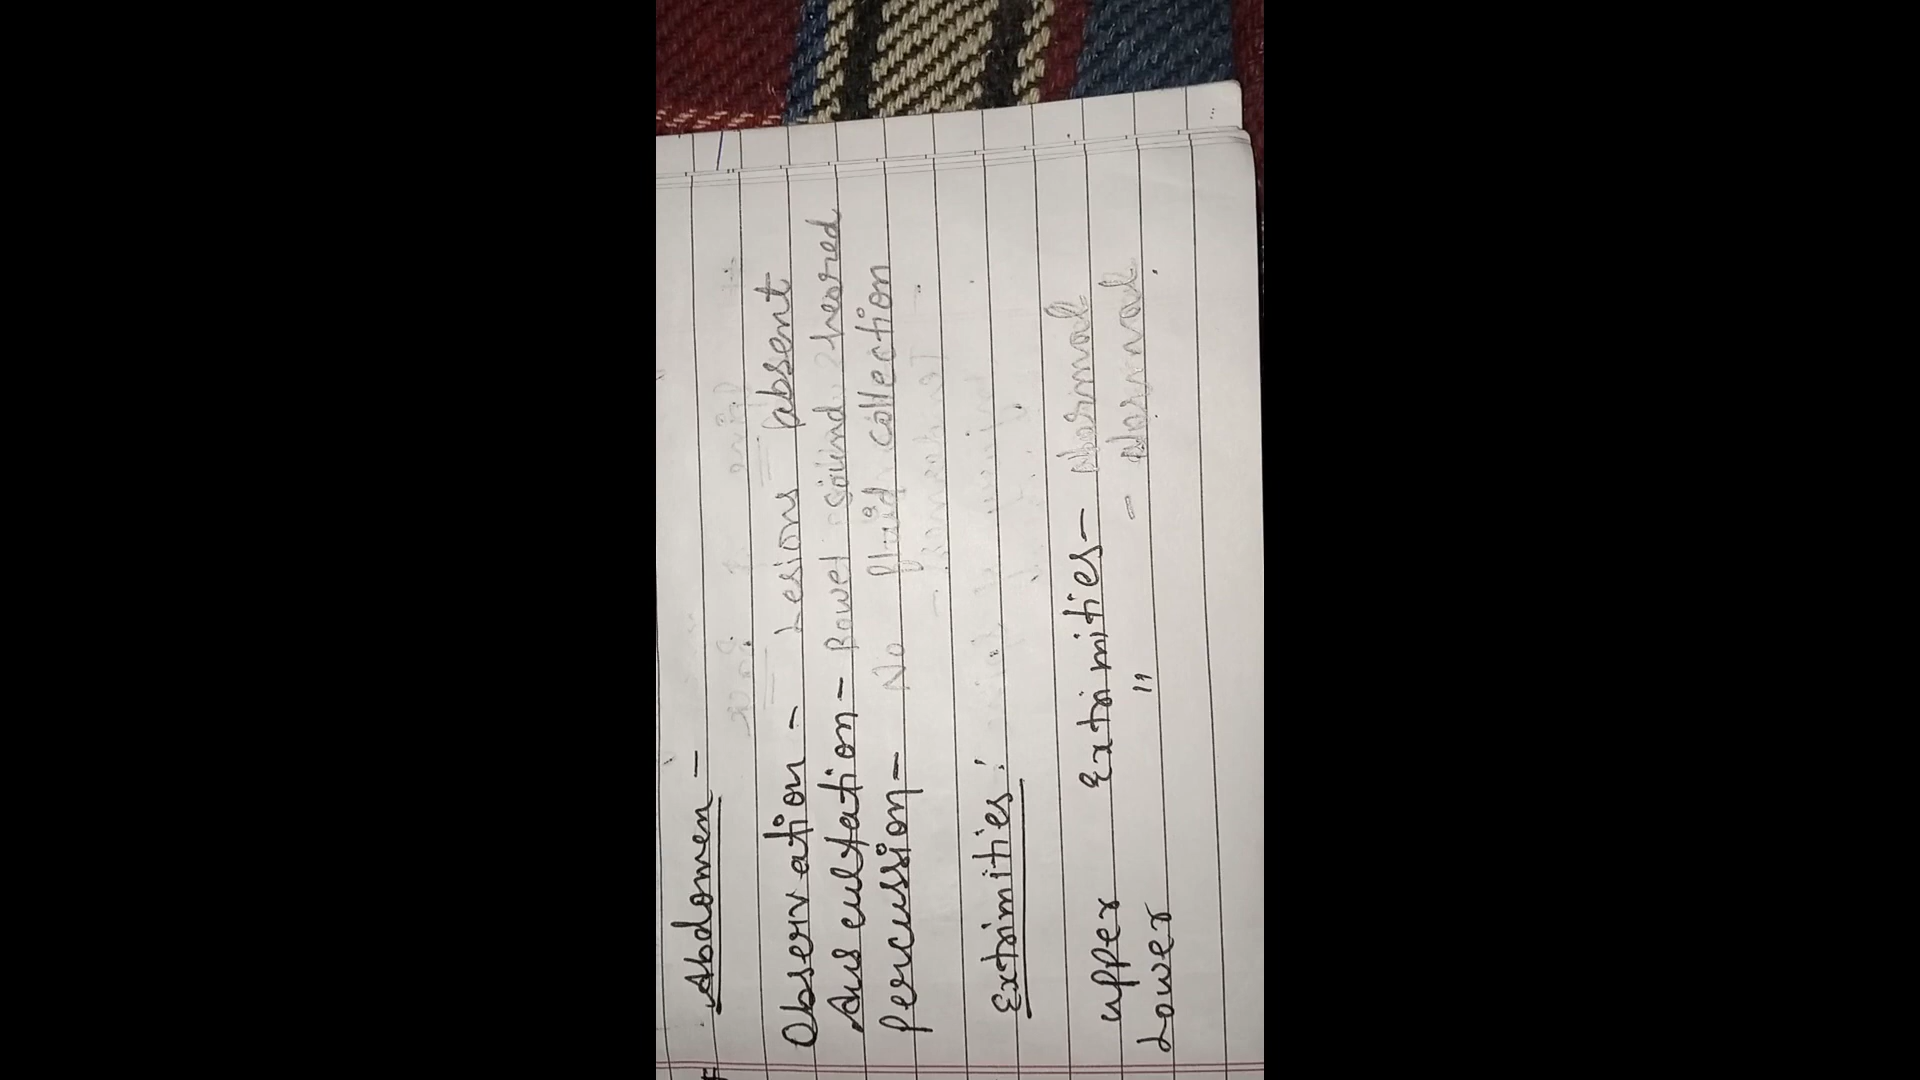 Abdomen -
Observation - Lesions absent
Auscultation - Bowel sound heared
Percussion - No fluid collection
Extrimities:
upper Extrimities - Normal
Lower " - Normal